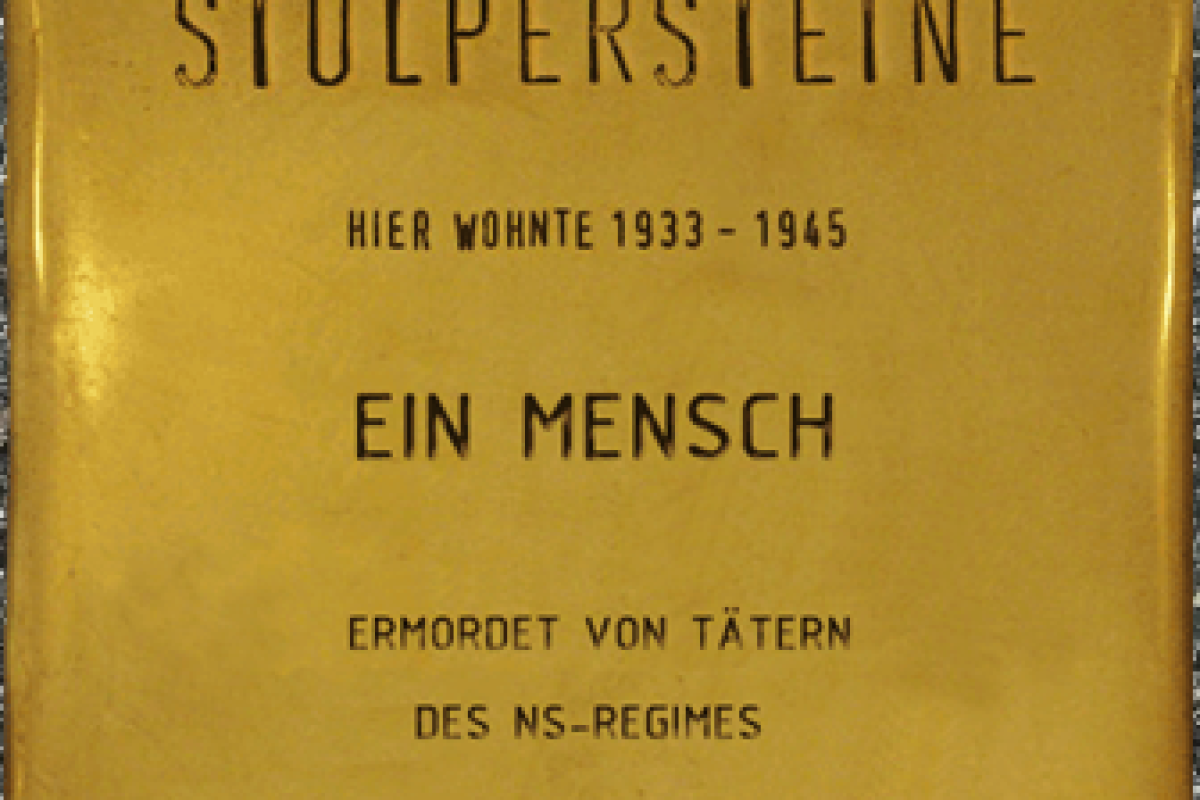 STOLPERSTEINE
HIER WOHNTE 1933 - 1945
EIN MENSCH
ERMORDET VON TÄTERN
DES NS-REGIMES